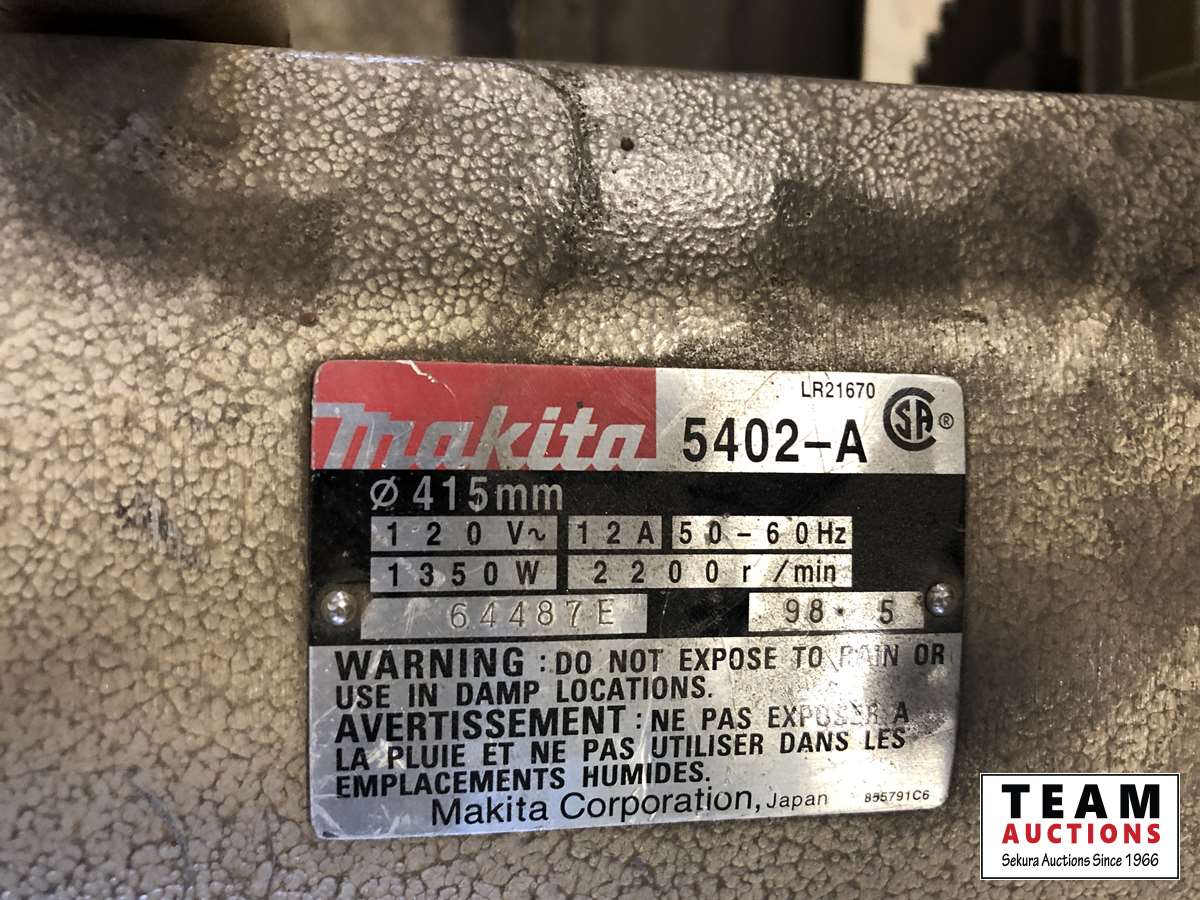 LR21670
makita 5402-A CSA ®
Ø 415mm
120V~ 12A 50-60Hz
1350W 2200r/min
64487E 98.5
WARNING : DO NOT EXPOSE TO RAIN OR
USE IN DAMP LOCATIONS.
AVERTISSEMENT : NE PAS EXPOSER A
LA PLUIE ET NE PAS UTILISER DANS LES
EMPLACEMENTS HUMIDES.
Makita Corporation, Japan 855791C6
TEAM
AUCTIONS
Sekura Auctions Since 1966